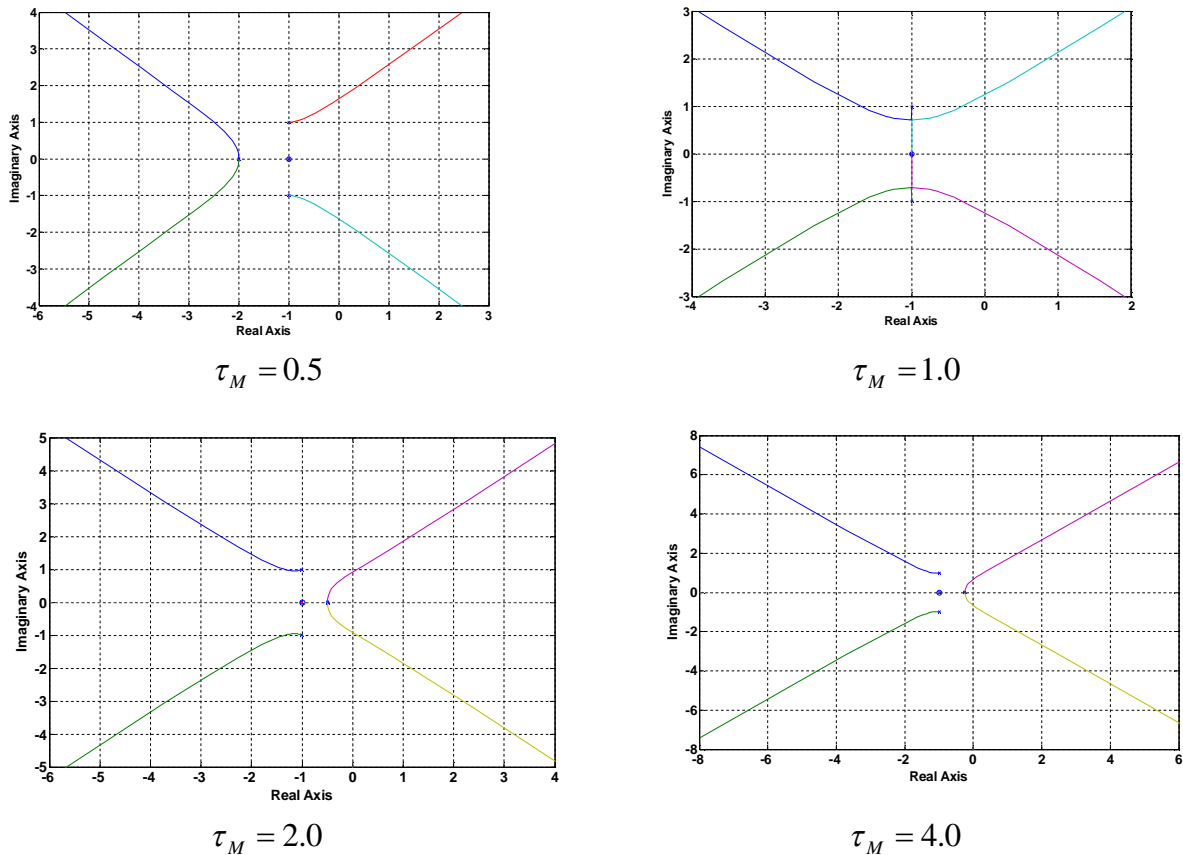 4
3
2
1
0
-1
-2
-3
-4
Imaginary Axis
-6 -5 -4 -3 -2 -1 0 1 2 3
Real Axis
τ_M = 0.5
3
2
1
0
-1
-2
-3
Imaginary Axis
-4 -3 -2 -1 0 1 2
Real Axis
τ_M = 1.0
5
4
3
2
1
0
-1
-2
-3
-4
-5
Imaginary Axis
-6 -5 -4 -3 -2 -1 0 1 2 3 4
Real Axis
τ_M = 2.0
8
6
4
2
0
-2
-4
-6
-8
Imaginary Axis
-8 -6 -4 -2 0 2 4 6
Real Axis
τ_M = 4.0